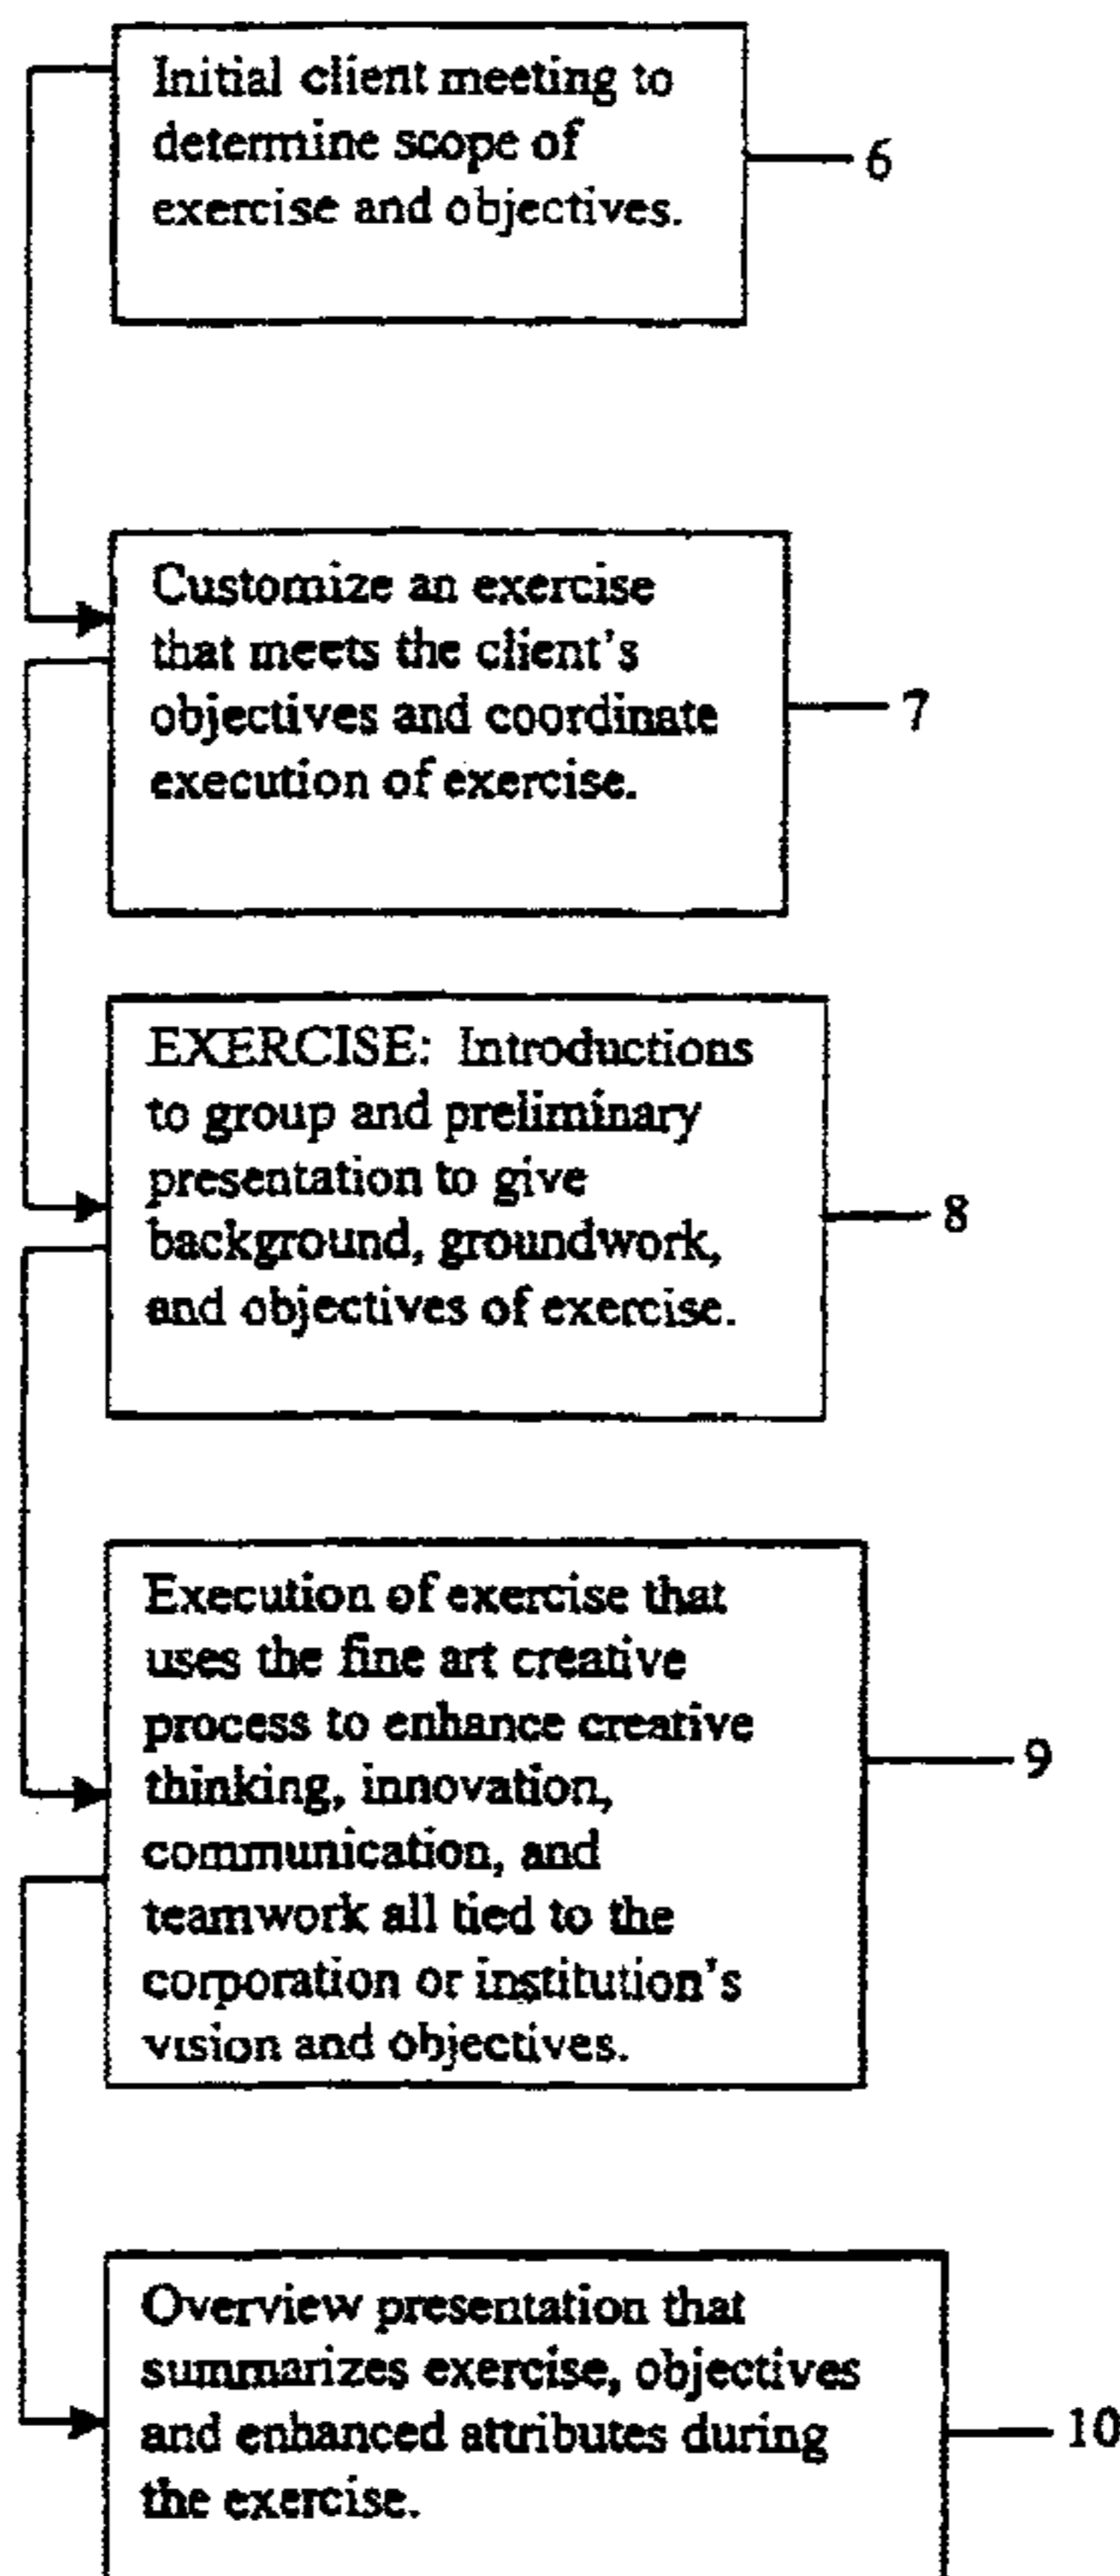 Initial client meeting to
determine scope of
exercise and objectives.
6
Customize an exercise
that meets the client's
objectives and coordinate
execution of exercise.
7
EXERCISE: Introductions
to group and preliminary
presentation to give
background, groundwork,
and objectives of exercise.
8
Execution of exercise that
uses the fine art creative
process to enhance creative
thinking, innovation,
communication, and
teamwork all tied to the
corporation or institution's
vision and objectives.
9
Overview presentation that
summarizes exercise, objectives
and enhanced attributes during
the exercise.
10